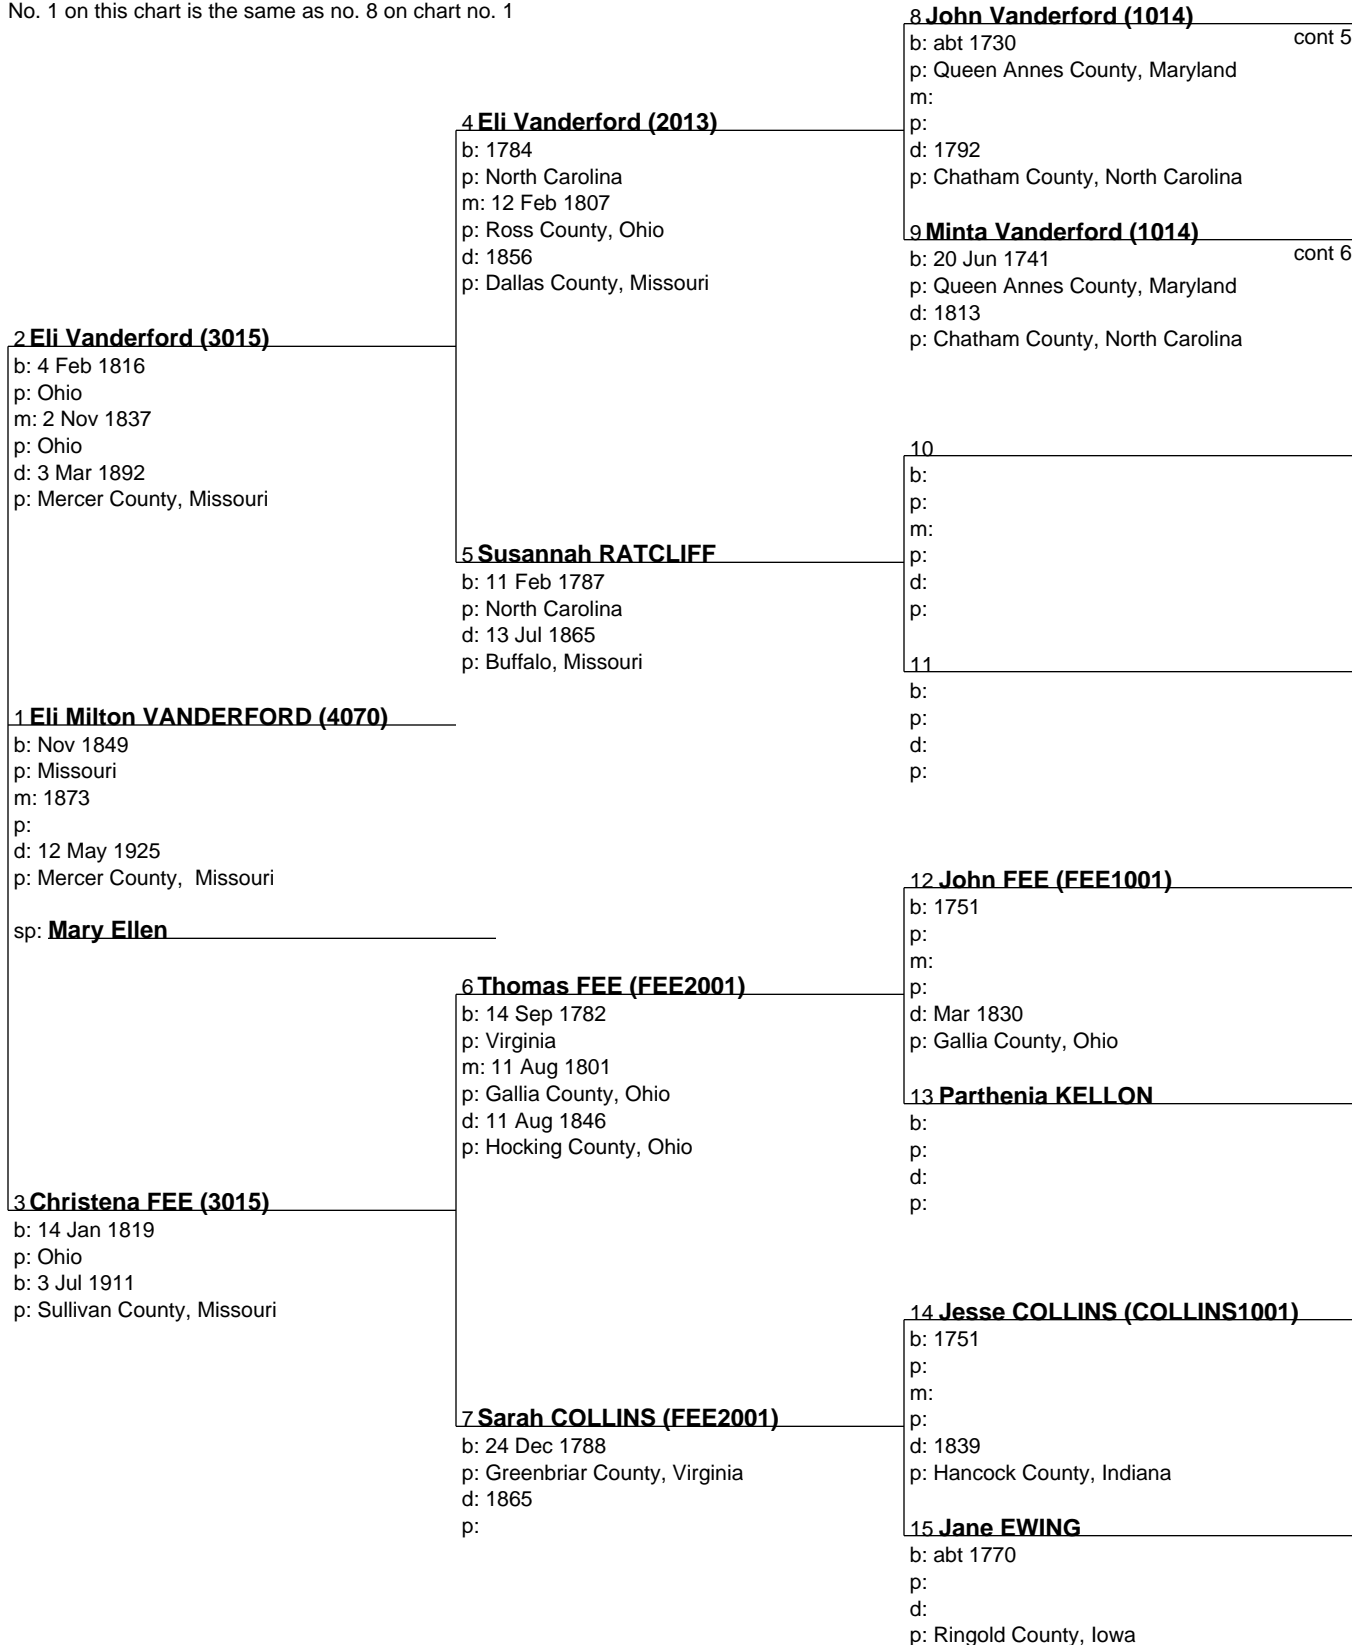 No. 1 on this chart is the same as no. 8 on chart no. 1
8 John Vanderford (1014)
cont 5
b: abt 1730
p: Queen Annes County, Maryland
m:
p:
d: 1792
p: Chatham County, North Carolina
4 Eli Vanderford (2013)
b: 1784
p: North Carolina
m: 12 Feb 1807
p: Ross County, Ohio
d: 1856
p: Dallas County, Missouri
9 Minta Vanderford (1014)
cont 6
b: 20 Jun 1741
p: Queen Annes County, Maryland
d: 1813
p: Chatham County, North Carolina
2 Eli Vanderford (3015)
b: 4 Feb 1816
p: Ohio
m: 2 Nov 1837
p: Ohio
d: 3 Mar 1892
p: Mercer County, Missouri
10
b:
p:
m:
p:
d:
p:
5 Susannah RATCLIFF
b: 11 Feb 1787
p: North Carolina
d: 13 Jul 1865
p: Buffalo, Missouri
11
b:
p:
d:
p:
1 Eli Milton VANDERFORD (4070)
b: Nov 1849
p: Missouri
m: 1873
p:
d: 12 May 1925
p: Mercer County,  Missouri
sp: Mary Ellen
12 John FEE (FEE1001)
b: 1751
p:
m:
p:
d: Mar 1830
p: Gallia County, Ohio
6 Thomas FEE (FEE2001)
b: 14 Sep 1782
p: Virginia
m: 11 Aug 1801
p: Gallia County, Ohio
d: 11 Aug 1846
p: Hocking County, Ohio
13 Parthenia KELLON
b:
p:
d:
p:
3 Christena FEE (3015)
b: 14 Jan 1819
p: Ohio
b: 3 Jul 1911
p: Sullivan County, Missouri
14 Jesse COLLINS (COLLINS1001)
b: 1751
p:
m:
p:
d: 1839
p: Hancock County, Indiana
7 Sarah COLLINS (FEE2001)
b: 24 Dec 1788
p: Greenbriar County, Virginia
d: 1865
p:
15 Jane EWING
b: abt 1770
p:
d:
p: Ringold County, Iowa